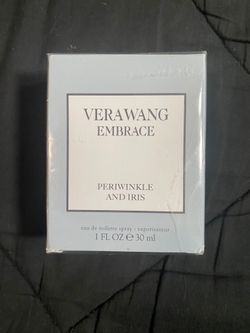 VERAWANG
EMBRACE
PERIWINKLE
AND IRIS
eau de toilette spray · vaporisateur
1 FL OZ ℮ 30 ml